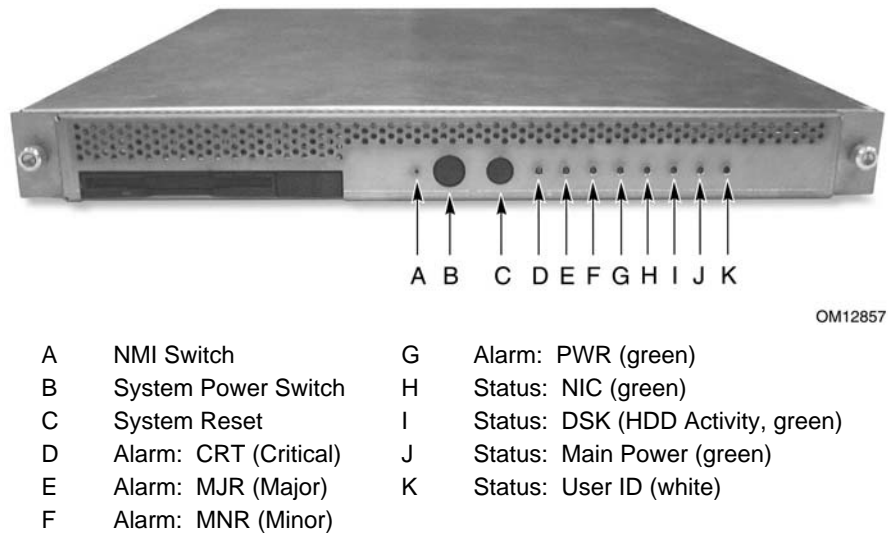 A B C D E F G H I J K
OM12857
A NMI Switch G Alarm: PWR (green)
B System Power Switch H Status: NIC (green)
C System Reset I Status: DSK (HDD Activity, green)
D Alarm: CRT (Critical) J Status: Main Power (green)
E Alarm: MJR (Major) K Status: User ID (white)
F Alarm: MNR (Minor)